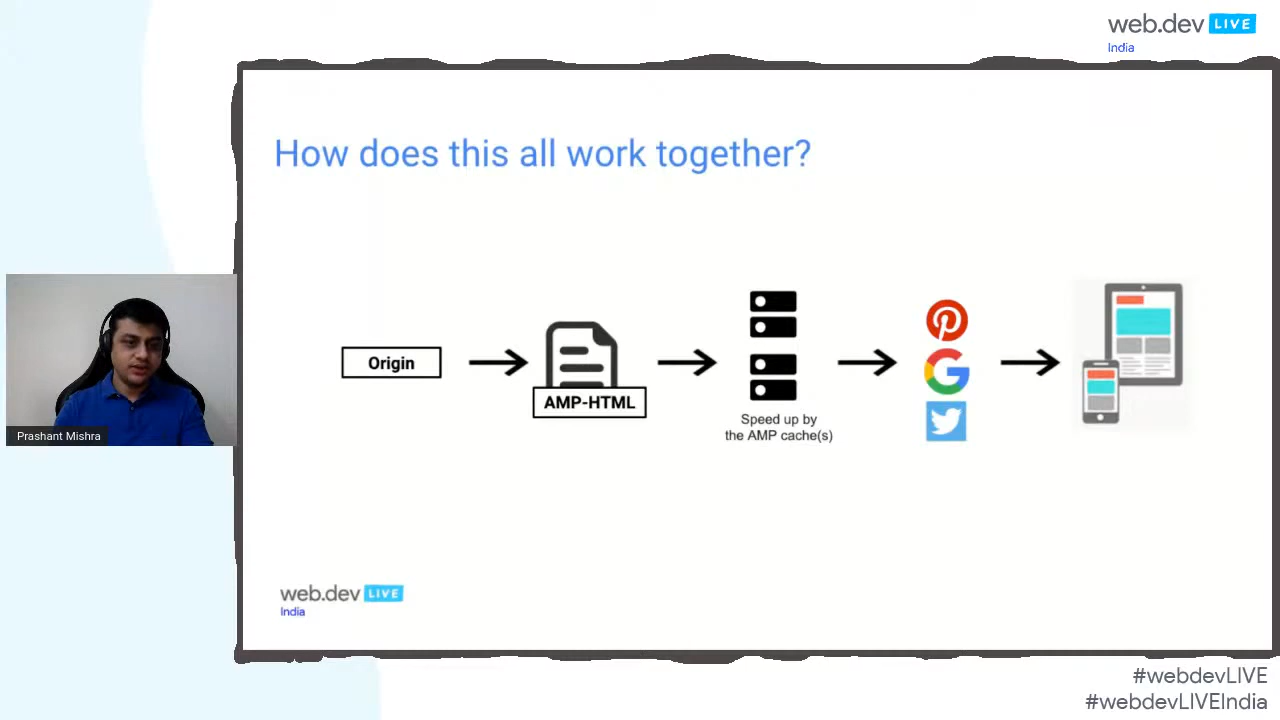 web.dev LIVE
India
How does this all work together?
Origin
AMP-HTML
Speed up by
the AMP cache(s)
Prashant Mishra
web.dev LIVE
India
#webdevLIVE
#webdevLIVEIndia